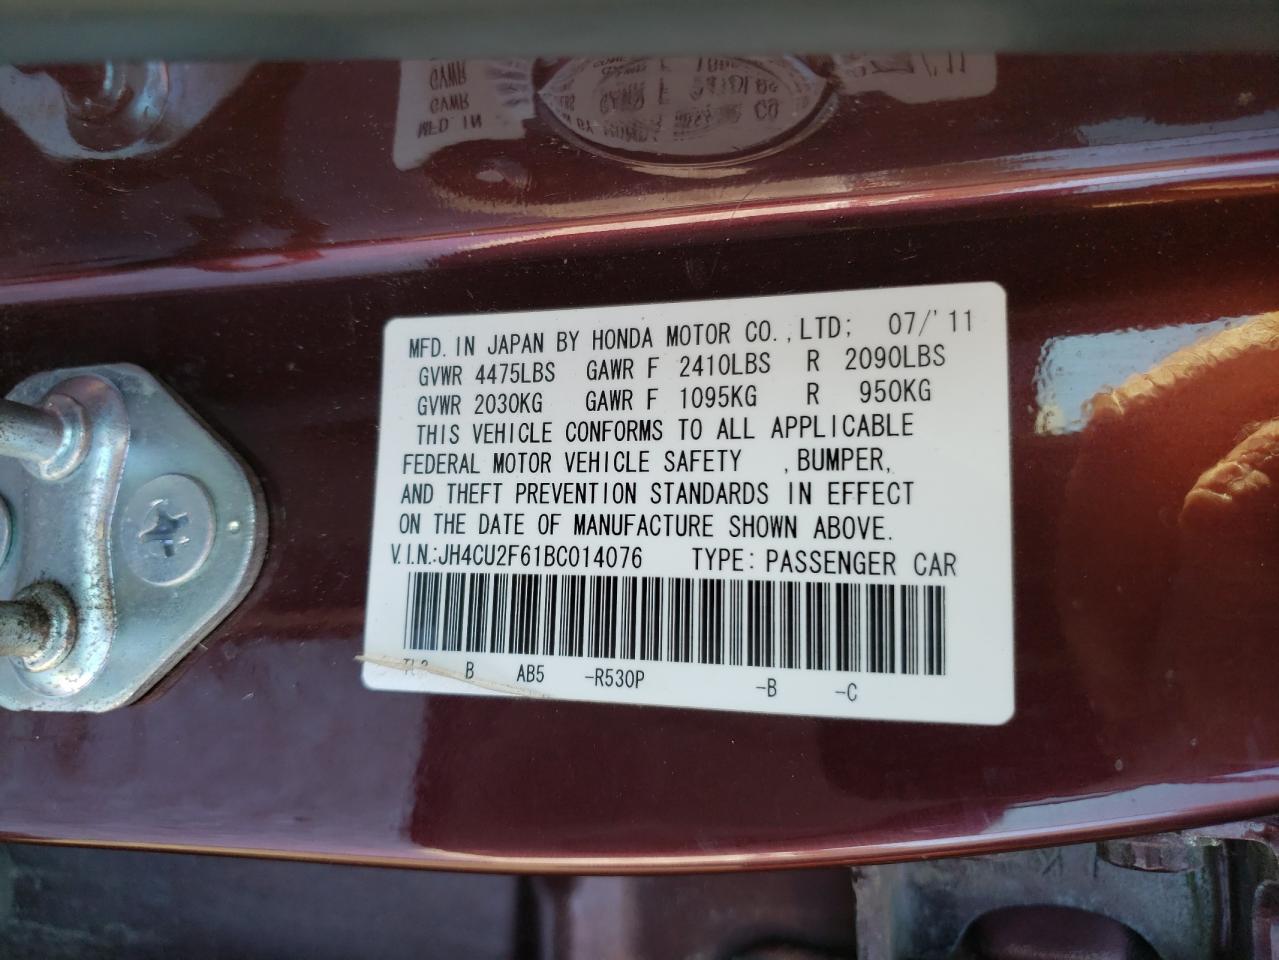 MFD. IN JAPAN BY HONDA MOTOR CO.,LTD; 07/'11
GVWR 4475LBS GAWR F 2410LBS R 2090LBS
GVWR 2030KG GAWR F 1095KG R 950KG
THIS VEHICLE CONFORMS TO ALL APPLICABLE
FEDERAL MOTOR VEHICLE SAFETY ,BUMPER,
AND THEFT PREVENTION STANDARDS IN EFFECT
ON THE DATE OF MANUFACTURE SHOWN ABOVE.
V.I.N.:JH4CU2F61BC014076 TYPE: PASSENGER CAR
B AB5 -R530P -B -C